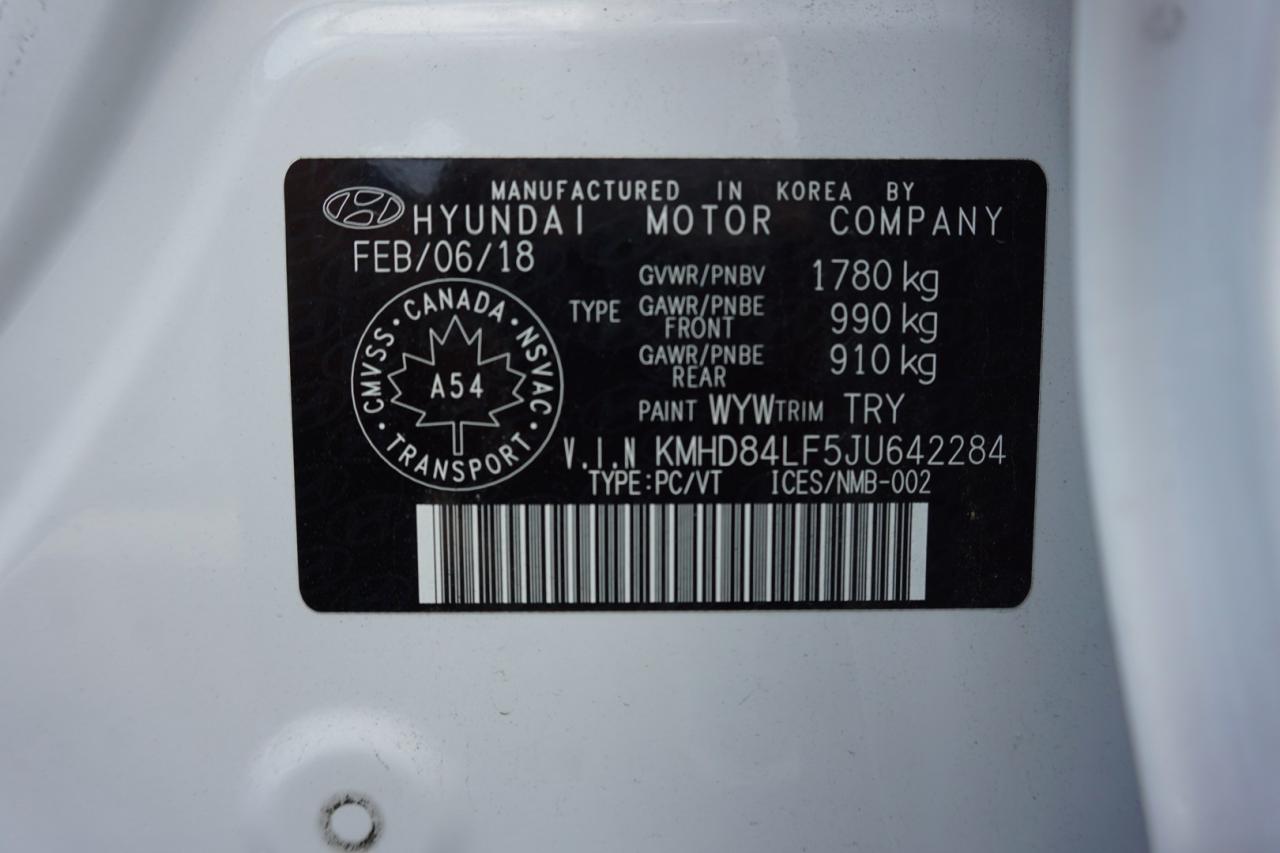 MANUFACTURED IN KOREA BY
HYUNDAI MOTOR COMPANY
FEB/06/18
GVWR/PNBV 1780 kg
TYPE GAWR/PNBE FRONT 990 kg
GAWR/PNBE REAR 910 kg
CMVSS · CANADA · NSVAC · TRANSPORT ·
A54
PAINT WYW TRIM TRY
V.I.N KMHD84LF5JU642284
TYPE:PC/VT ICES/NMB-002